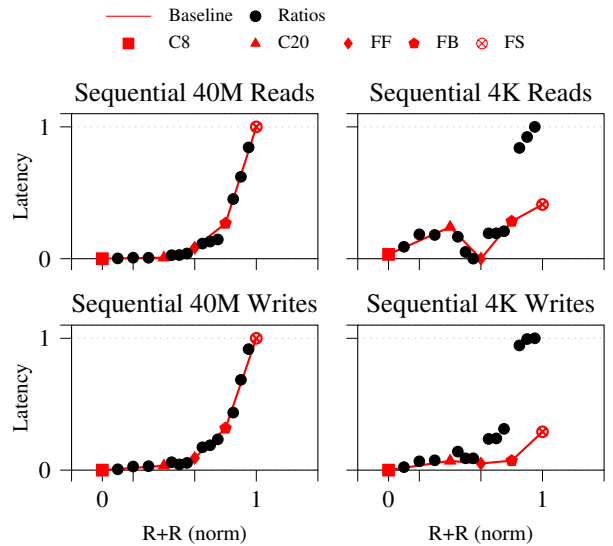 Baseline Ratios
C8 C20 FF FB FS
Sequential 40M Reads Sequential 4K Reads
1
Latency
0
Sequential 40M Writes Sequential 4K Writes
1
Latency
0
0 1 0 1
R+R (norm) R+R (norm)